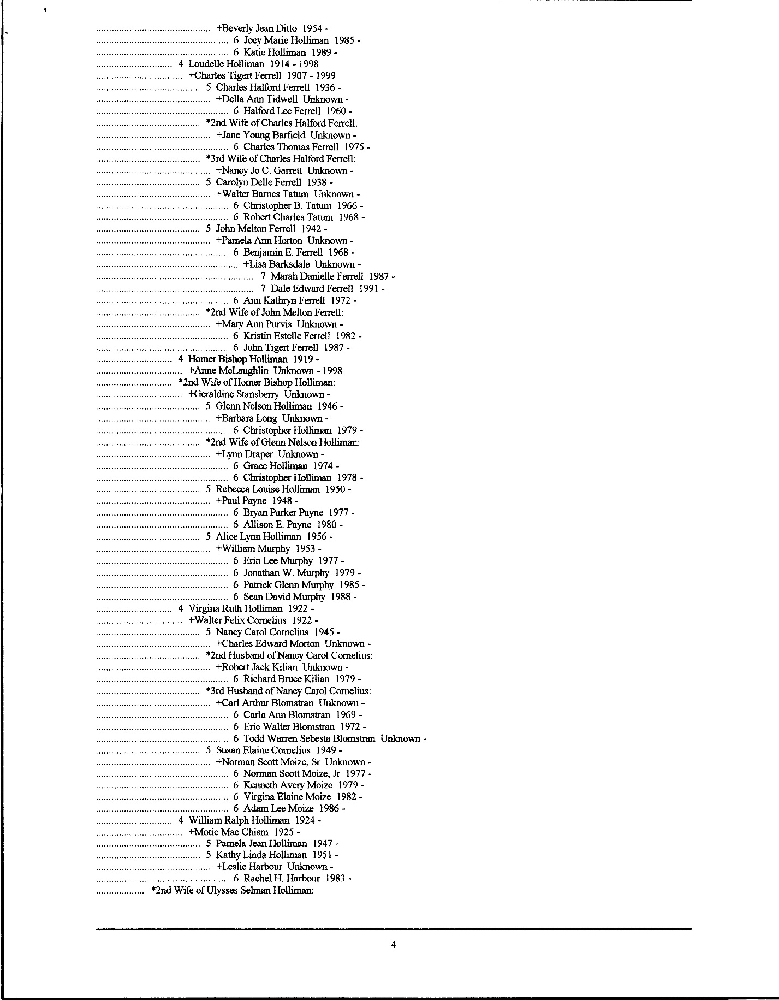 .............................................. +Beverly Jean Ditto 1954 -
..................................................... 6 Joey Marie Holliman 1985 -
..................................................... 6 Katie Holliman 1989 -
.............................. 4 Loudelle Holliman 1914 - 1998
.................................. +Charles Tigert Ferrell 1907 - 1999
......................................... 5 Charles Halford Ferrell 1936 -
............................................. +Della Ann Tidwell Unknown -
.................................................... 6 Halford Lee Ferrell 1960 -
......................................... *2nd Wife of Charles Halford Ferrell:
............................................. +Jane Young Barfield Unknown -
.................................................... 6 Charles Thomas Ferrell 1975 -
......................................... *3rd Wife of Charles Halford Ferrell:
............................................. +Nancy Jo C. Garrett Unknown -
......................................... 5 Carolyn Delle Ferrell 1938 -
............................................. +Walter Barnes Tatum Unknown -
.................................................... 6 Christopher B. Tatum 1966 -
.................................................... 6 Robert Charles Tatum 1968 -
......................................... 5 John Melton Ferrell 1942 -
............................................. +Pamela Ann Horton Unknown -
.................................................... 6 Benjamin E. Ferrell 1968 -
........................................................ +Lisa Barksdale Unknown -
.............................................................. 7 Marah Danielle Ferrell 1987 -
.............................................................. 7 Dale Edward Ferrell 1991 -
.................................................... 6 Ann Kathryn Ferrell 1972 -
......................................... *2nd Wife of John Melton Ferrell:
............................................. +Mary Ann Purvis Unknown -
.................................................... 6 Kristin Estelle Ferrell 1982 -
.................................................... 6 John Tigert Ferrell 1987 -
.............................. 4 Homer Bishop Holliman 1919 -
.................................. +Anne McLaughlin Unknown - 1998
.............................. *2nd Wife of Homer Bishop Holliman:
.................................. +Geraldine Stansberry Unknown -
......................................... 5 Glenn Nelson Holliman 1946 -
............................................. +Barbara Long Unknown -
.................................................... 6 Christopher Holliman 1979 -
......................................... *2nd Wife of Glenn Nelson Holliman:
............................................. +Lynn Draper Unknown -
.................................................... 6 Grace Holliman 1974 -
.................................................... 6 Christopher Holliman 1978 -
......................................... 5 Rebecca Louise Holliman 1950 -
............................................. +Paul Payne 1948 -
.................................................... 6 Bryan Parker Payne 1977 -
.................................................... 6 Allison E. Payne 1980 -
......................................... 5 Alice Lynn Holliman 1956 -
............................................. +William Murphy 1953 -
.................................................... 6 Erin Lee Murphy 1977 -
.................................................... 6 Jonathan W. Murphy 1979 -
.................................................... 6 Patrick Glenn Murphy 1985 -
.................................................... 6 Sean David Murphy 1988 -
.............................. 4 Virgina Ruth Holliman 1922 -
.................................. +Walter Felix Cornelius 1922 -
......................................... 5 Nancy Carol Cornelius 1945 -
............................................. +Charles Edward Morton Unknown -
......................................... *2nd Husband of Nancy Carol Cornelius:
............................................. +Robert Jack Kilian Unknown -
.................................................... 6 Richard Bruce Kilian 1979 -
......................................... *3rd Husband of Nancy Carol Cornelius:
............................................. +Carl Arthur Blomstran Unknown -
.................................................... 6 Carla Ann Blomstran 1969 -
.................................................... 6 Eric Walter Blomstran 1972 -
.................................................... 6 Todd Warren Sebesta Blomstran Unknown -
......................................... 5 Susan Elaine Cornelius 1949 -
............................................. +Norman Scott Moize, Sr Unknown -
.................................................... 6 Norman Scott Moize, Jr 1977 -
.................................................... 6 Kenneth Avery Moize 1979 -
.................................................... 6 Virgina Elaine Moize 1982 -
.................................................... 6 Adam Lee Moize 1986 -
.............................. 4 William Ralph Holliman 1924 -
.................................. +Motie Mae Chism 1925 -
......................................... 5 Pamela Jean Holliman 1947 -
......................................... 5 Kathy Linda Holliman 1951 -
............................................. +Leslie Harbour Unknown -
.................................................... 6 Rachel H. Harbour 1983 -
................... *2nd Wife of Ulysses Selman Holliman:
4